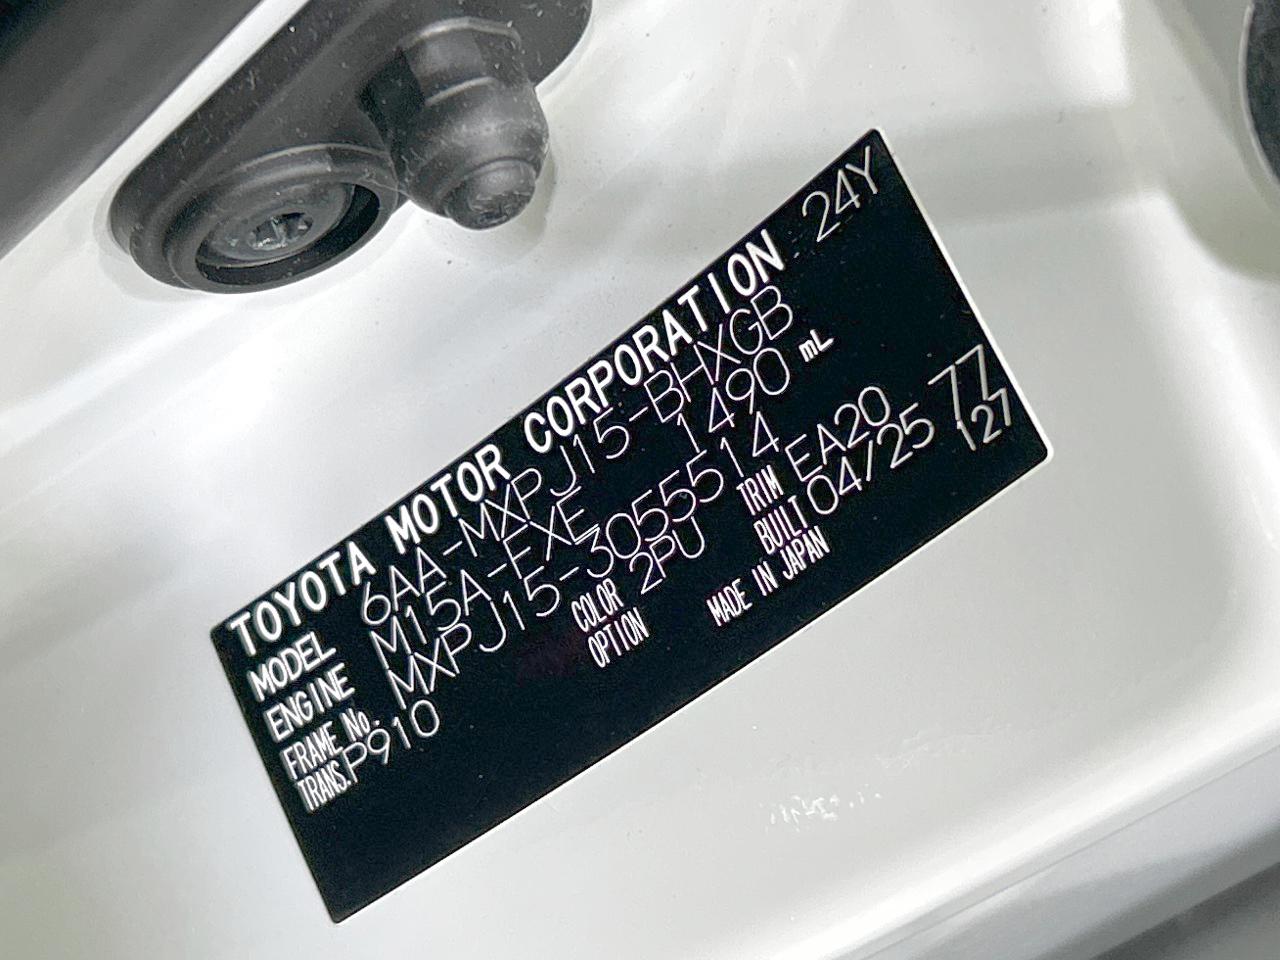 TOYOTA MOTOR CORPORATION 24Y
MODEL 6AA-MXPJ15-BHXGB
ENGINE M15A-FXE 1490 mL
FRAME No. MXPJ15-3055514
TRANS. P910 COLOR 2PU TRIM EA20 77
OPTION BUILT 04/25 127
MADE IN JAPAN